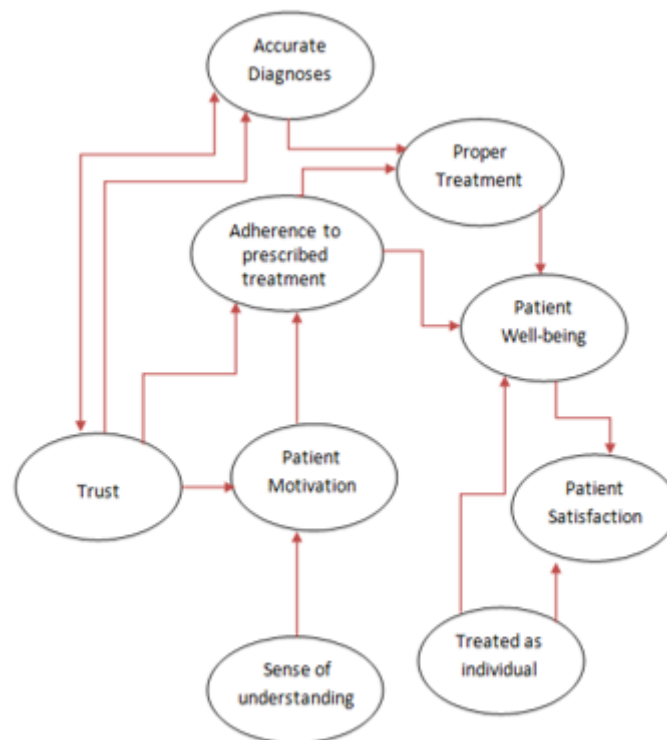 Accurate
Diagnoses
Proper
Treatment
Adherence to
prescribed
treatment
Patient
Well-being
Trust
Patient
Motivation
Patient
Satisfaction
Sense of
understanding
Treated as
individual